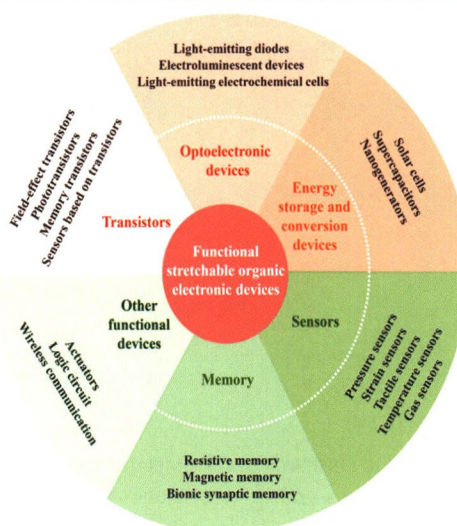 Light-emitting diodes
Electroluminescent devices
Light-emitting electrochemical cells
Optoelectronic
devices
Solar cells
Supercapacitors
Nanogenerators
Energy
storage and
conversion
devices
Field-effect transistors
Phototransistors
Memory transistors
Sensors based on transistors
Transistors
Functional
stretchable organic
electronic devices
Other
functional
devices
Actuators
Logic circuit
Wireless communication
Sensors
Pressure sensors
Strain sensors
Tactile sensors
Temperature sensors
Gas sensors
Memory
Resistive memory
Magnetic memory
Bionic synaptic memory